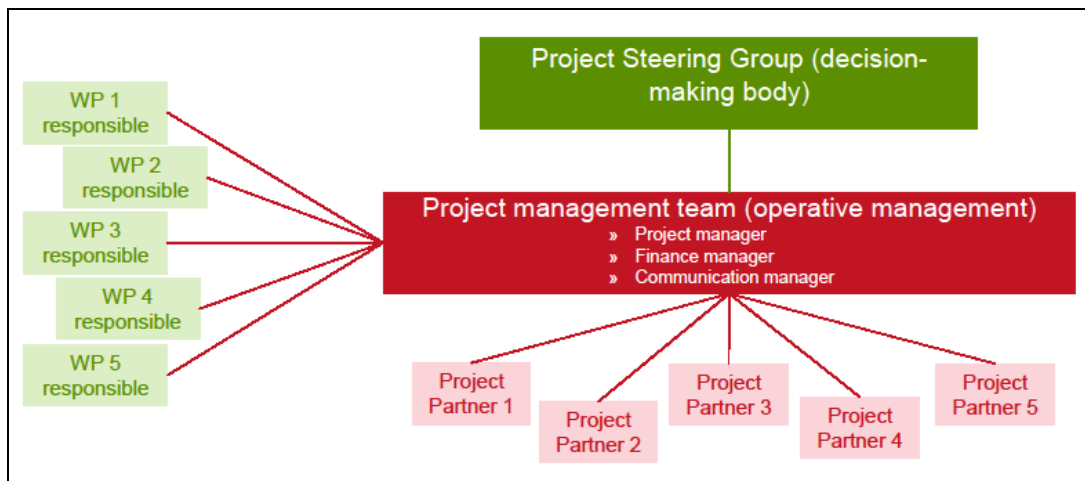 Project Steering Group (decision-
making body)
WP 1
responsible
WP 2
responsible
WP 3
responsible
WP 4
responsible
WP 5
responsible
Project management team (operative management)
» Project manager
» Finance manager
» Communication manager
Project
Partner 1
Project
Partner 2
Project
Partner 3
Project
Partner 4
Project
Partner 5